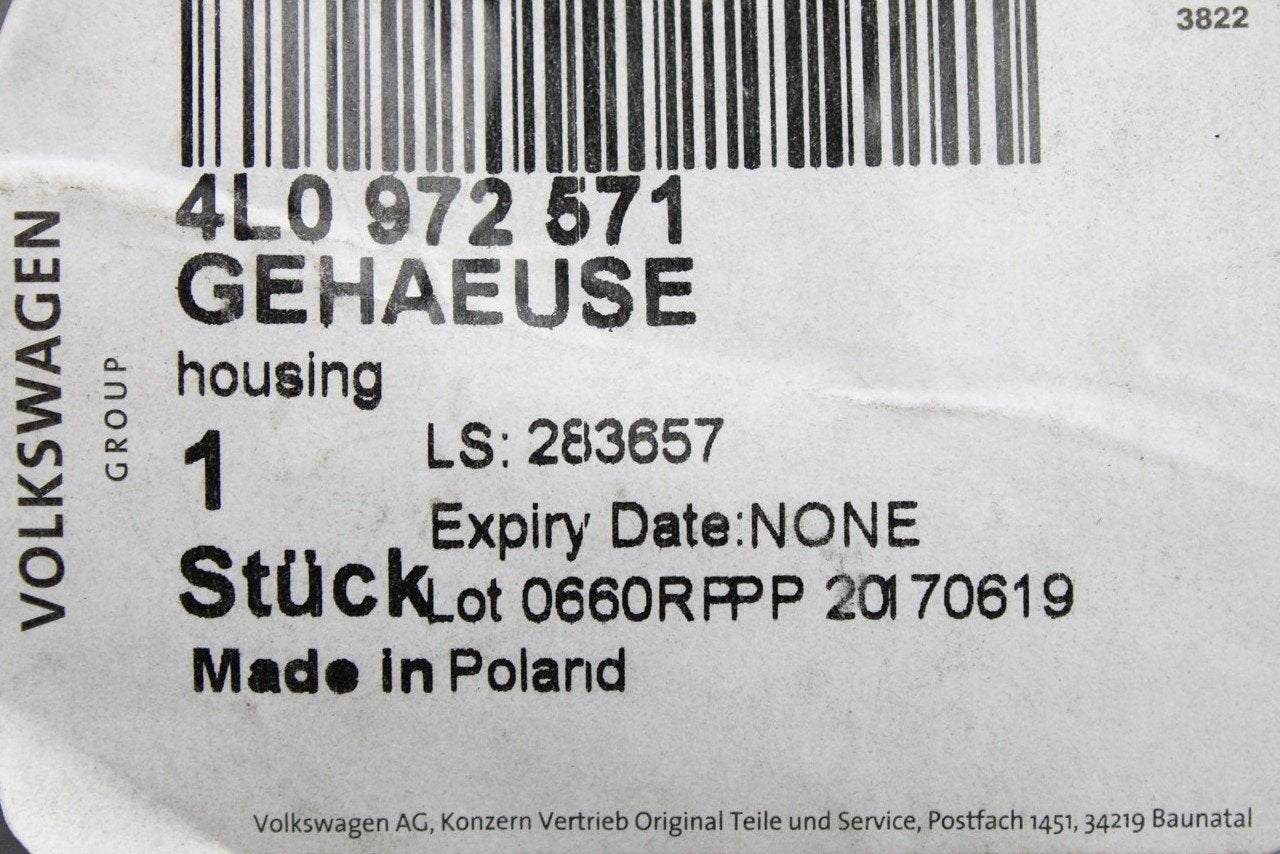 3822
4L0 972 571
GEHAEUSE
housing
1
LS: 283657
Expiry Date:NONE
Stück
Lot 0660RPPP 20170619
Made in Poland
VOLKSWAGEN
GROUP
Volkswagen AG, Konzern Vertrieb Original Teile und Service, Postfach 1451, 34219 Baunatal